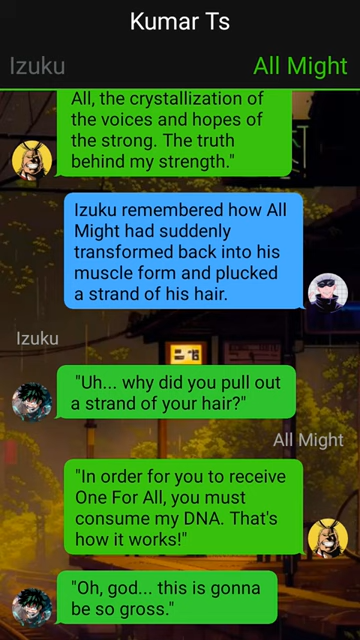 Kumar Ts
Izuku
All Might
All, the crystallization of
the voices and hopes of
the strong. The truth
behind my strength."
Izuku remembered how All
Might had suddenly
transformed back into his
muscle form and plucked
a strand of his hair.
Izuku
"Uh... why did you pull out
a strand of your hair?"
All Might
"In order for you to receive
One For All, you must
consume my DNA. That's
how it works!"
"Oh, god... this is gonna
be so gross."